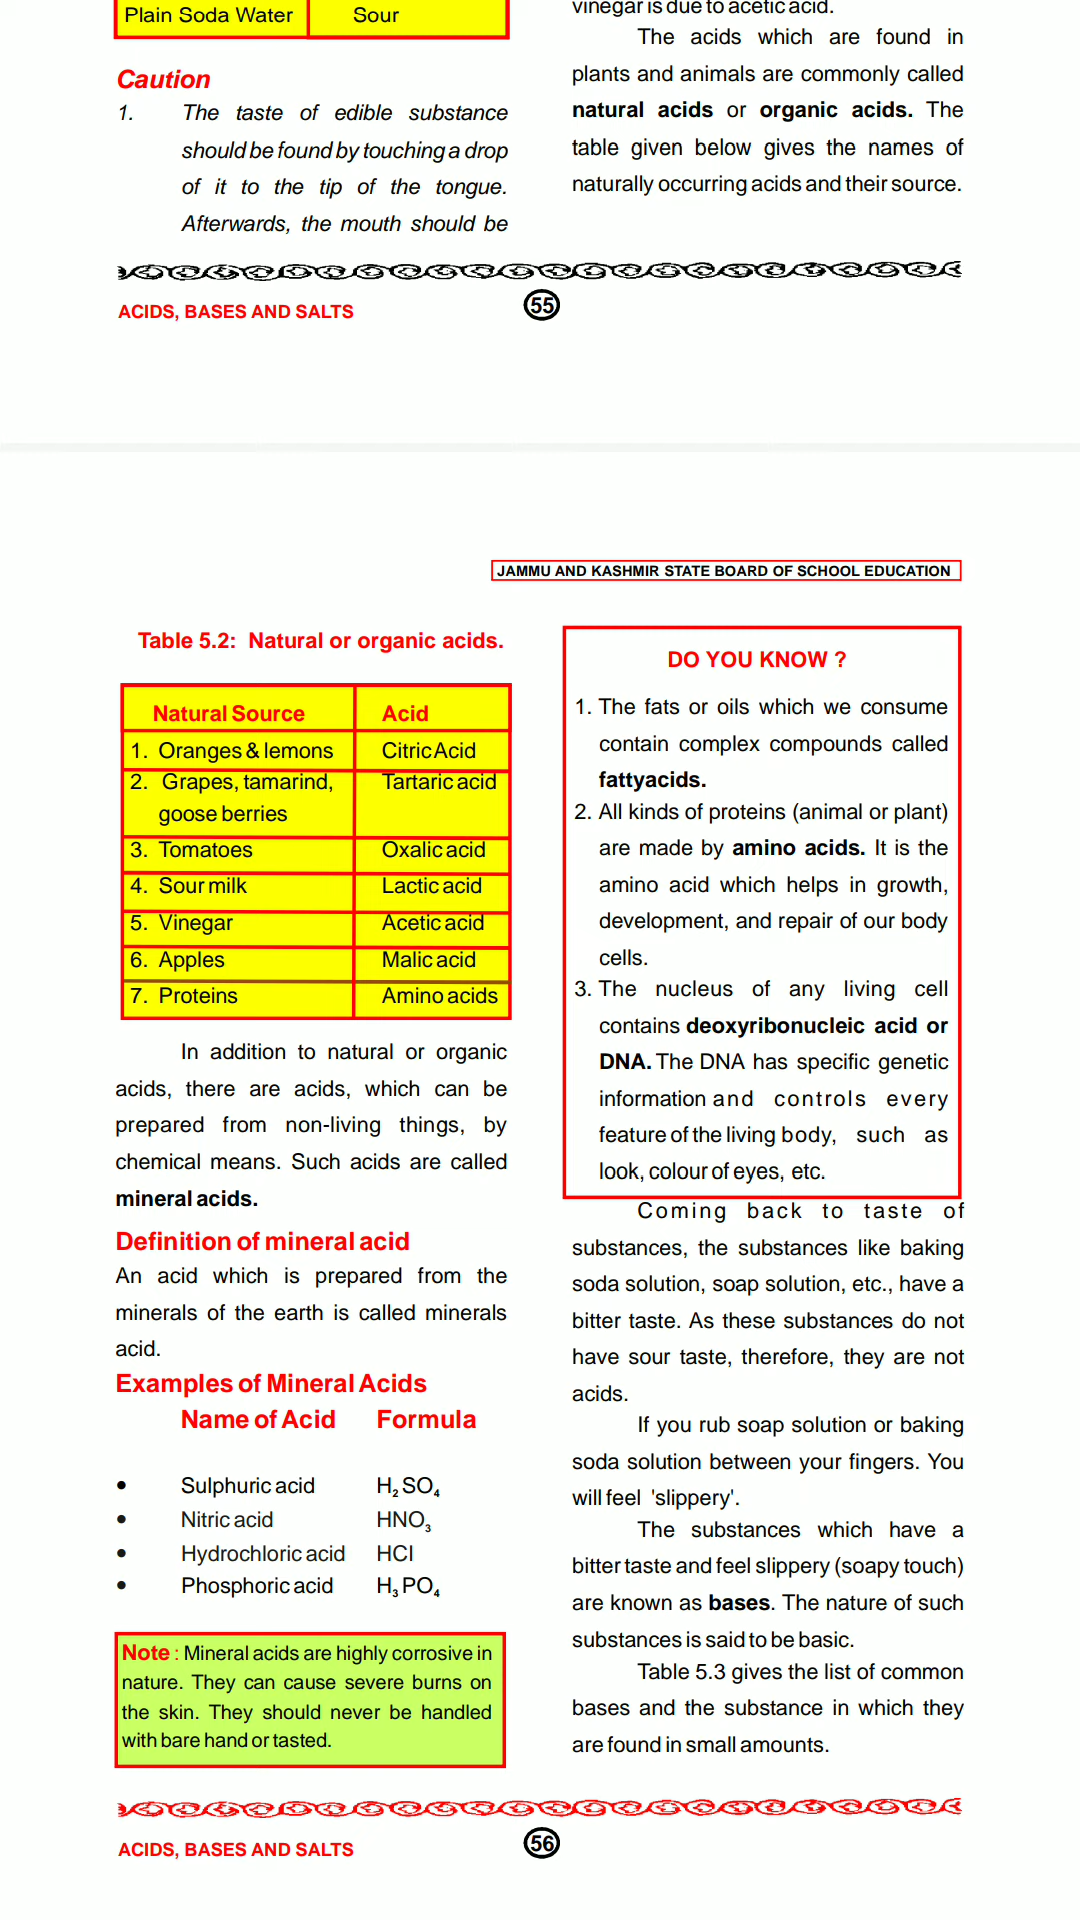 Plain Soda Water Sour
Caution
1. The taste of edible substance
should be found by touching a drop
of it to the tip of the tongue.
Afterwards, the mouth should be
vinegar is due to acetic acid.
The acids which are found in
plants and animals are commonly called
natural acids or organic acids. The
table given below gives the names of
naturally occurring acids and their source.
ACIDS, BASES AND SALTS
55
JAMMU AND KASHMIR STATE BOARD OF SCHOOL EDUCATION
Table 5.2: Natural or organic acids.
Natural Source Acid
1. Oranges & lemons Citric Acid
2. Grapes, tamarind, Tartaric acid
goose berries
3. Tomatoes Oxalic acid
4. Sour milk Lactic acid
5. Vinegar Acetic acid
6. Apples Malic acid
7. Proteins Amino acids
In addition to natural or organic
acids, there are acids, which can be
prepared from non-living things, by
chemical means. Such acids are called
mineral acids.
Definition of mineral acid
An acid which is prepared from the
minerals of the earth is called minerals
acid.
Examples of Mineral Acids
Name of Acid Formula
• Sulphuric acid H₂SO₄
• Nitric acid HNO₃
• Hydrochloric acid HCl
• Phosphoric acid H₃PO₄
Note : Mineral acids are highly corrosive in
nature. They can cause severe burns on
the skin. They should never be handled
with bare hand or tasted.
DO YOU KNOW ?
1. The fats or oils which we consume
contain complex compounds called
fattyacids.
2. All kinds of proteins (animal or plant)
are made by amino acids. It is the
amino acid which helps in growth,
development, and repair of our body
cells.
3. The nucleus of any living cell
contains deoxyribonucleic acid or
DNA. The DNA has specific genetic
information and controls every
feature of the living body, such as
look, colour of eyes, etc.
Coming back to taste of
substances, the substances like baking
soda solution, soap solution, etc., have a
bitter taste. As these substances do not
have sour taste, therefore, they are not
acids.
If you rub soap solution or baking
soda solution between your fingers. You
will feel 'slippery'.
The substances which have a
bitter taste and feel slippery (soapy touch)
are known as bases. The nature of such
substances is said to be basic.
Table 5.3 gives the list of common
bases and the substance in which they
are found in small amounts.
ACIDS, BASES AND SALTS
56